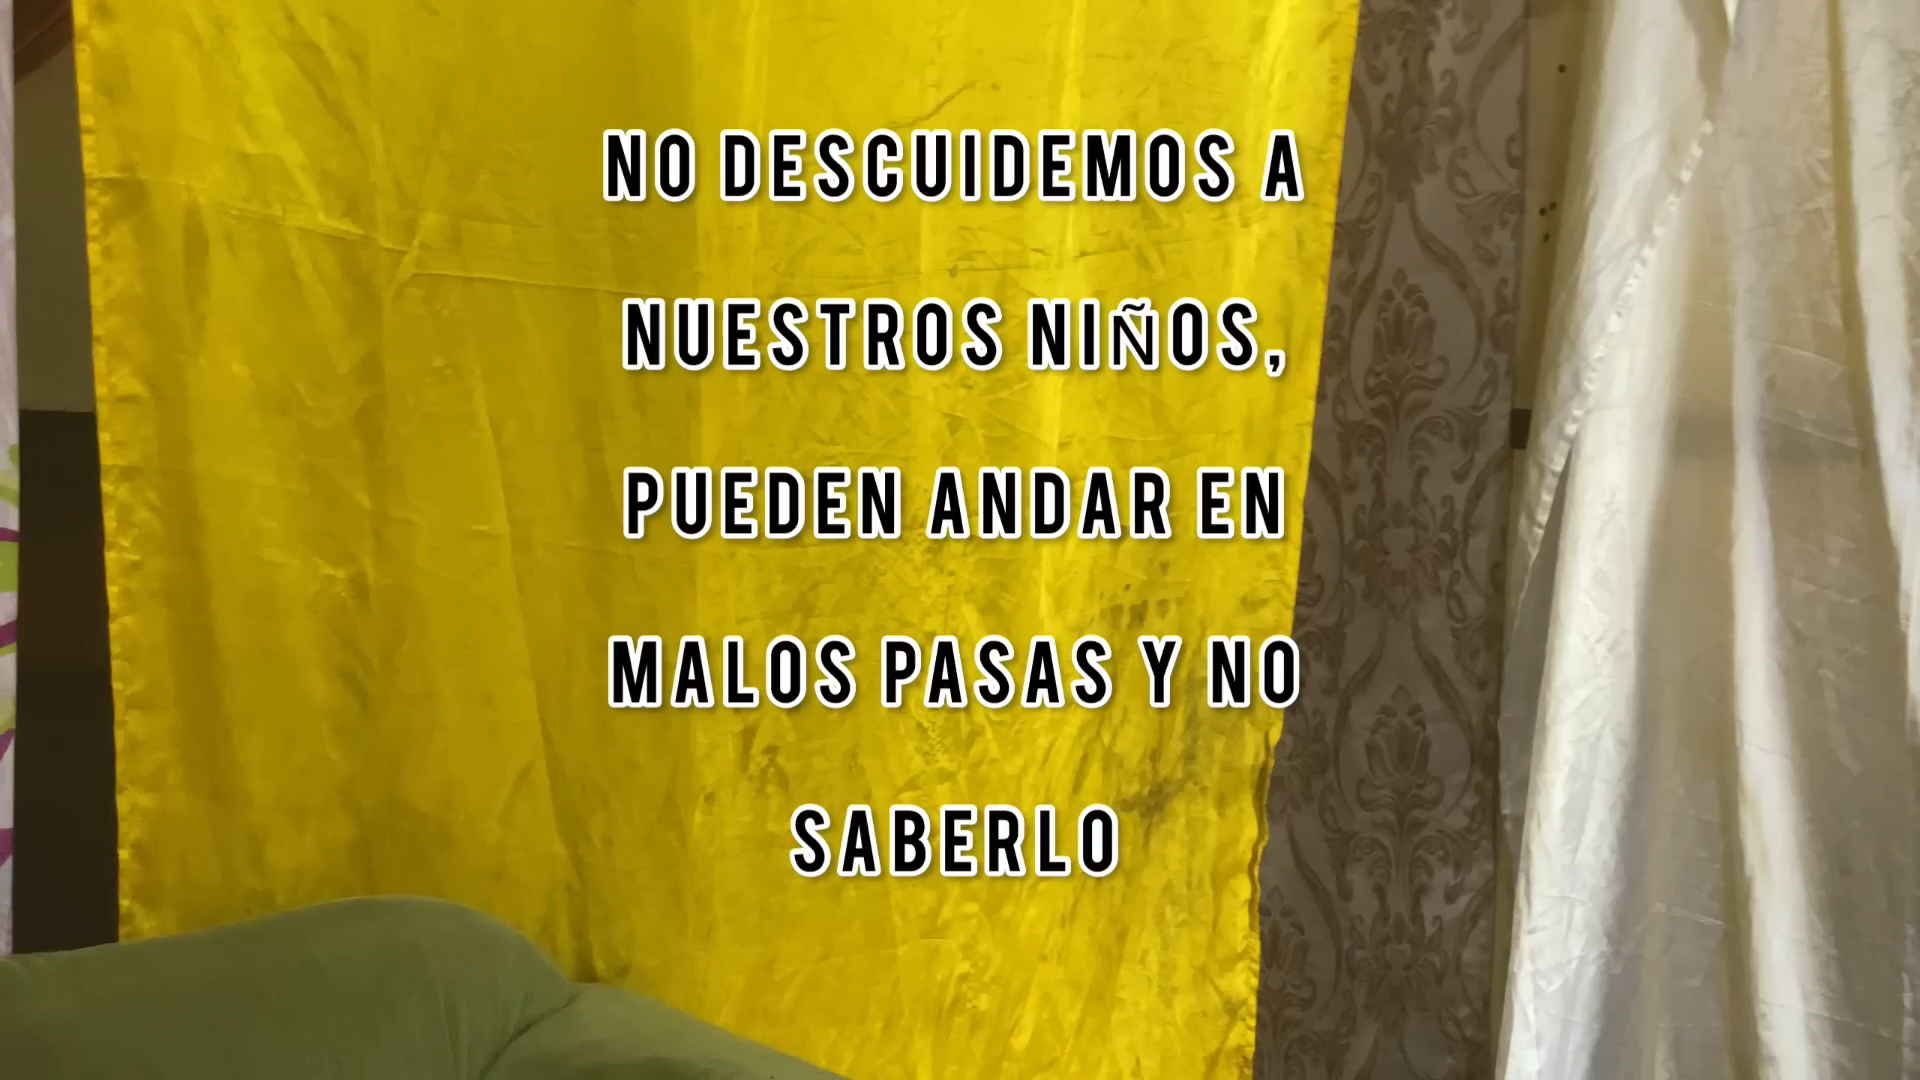 NO DESCUIDEMOS A
NUESTROS NIÑOS,
PUEDEN ANDAR EN
MALOS PASAS Y NO
SABERLO